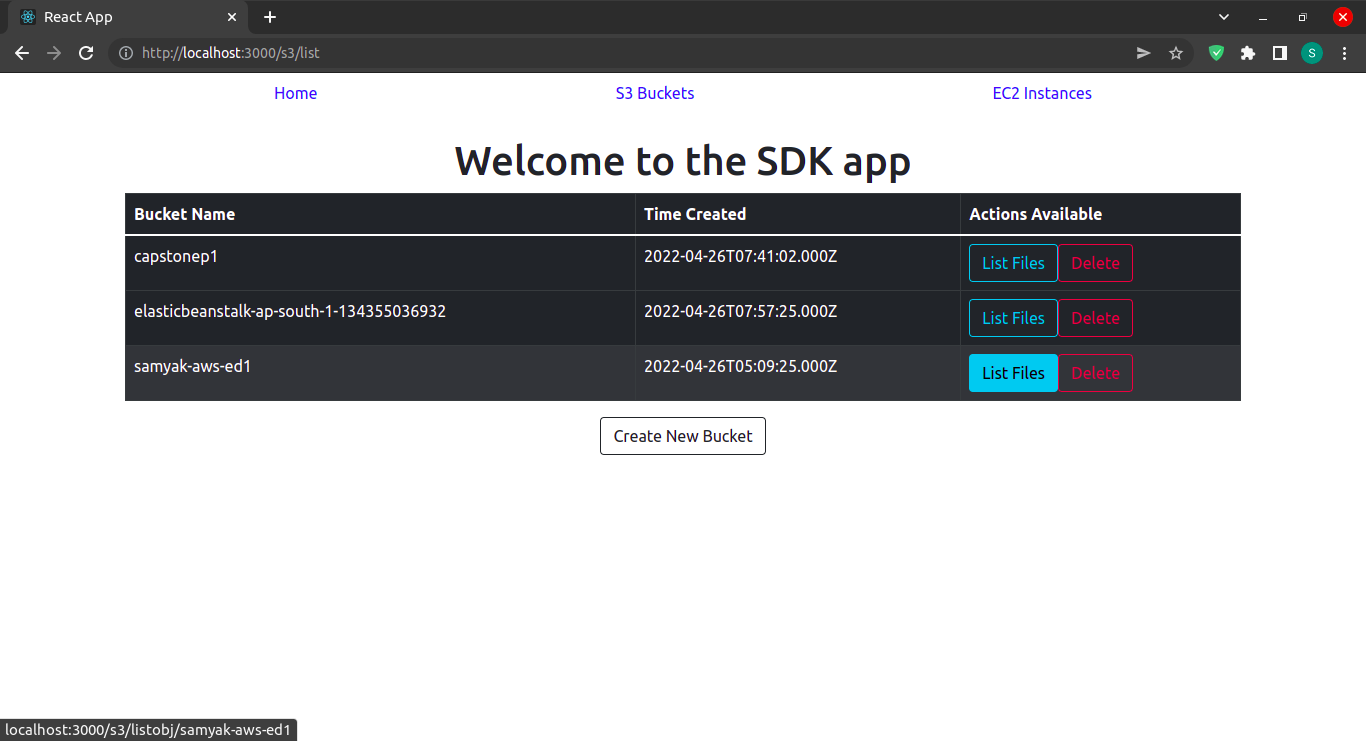 React App
http://localhost:3000/s3/list
S
Home S3 Buckets EC2 Instances
Welcome to the SDK app
Bucket Name Time Created Actions Available
capstonep1 2022-04-26T07:41:02.000Z List Files Delete
elasticbeanstalk-ap-south-1-134355036932 2022-04-26T07:57:25.000Z List Files Delete
samyak-aws-ed1 2022-04-26T05:09:25.000Z List Files Delete
Create New Bucket
localhost:3000/s3/listobj/samyak-aws-ed1